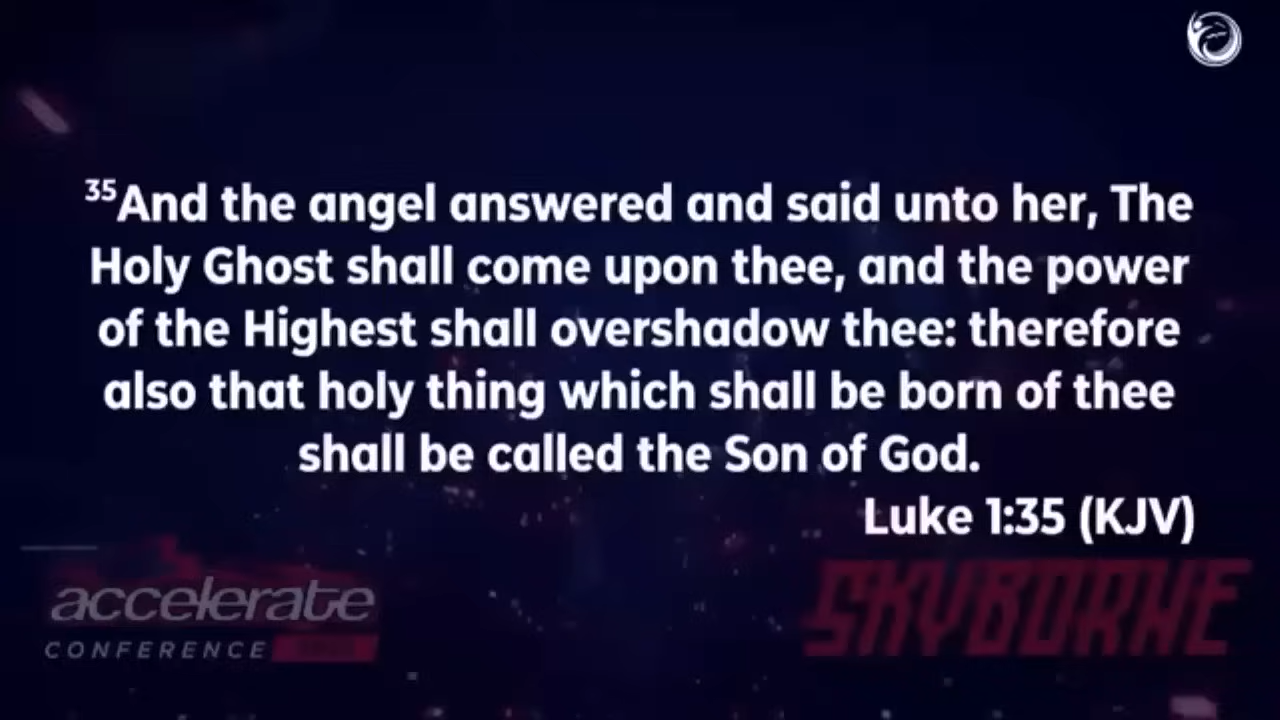 ³⁵And the angel answered and said unto her, The
Holy Ghost shall come upon thee, and the power
of the Highest shall overshadow thee: therefore
also that holy thing which shall be born of thee
shall be called the Son of God.
Luke 1:35 (KJV)
accelerate
CONFERENCE
SKYBORNE